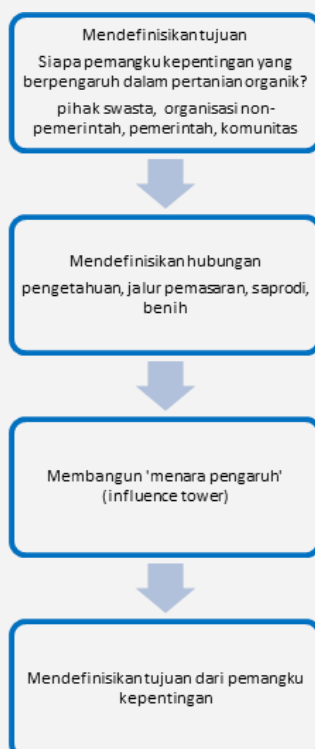 Mendefinisikan tujuan
Siapa pemangku kepentingan yang
berpengaruh dalam pertanian organik?
pihak swasta, organisasi non-
pemerintah, pemerintah, komunitas
Mendefinisikan hubungan
pengetahuan, jalur pemasaran, saprodi,
benih
Membangun 'menara pengaruh'
(influence tower)
Mendefinisikan tujuan dari pemangku
kepentingan